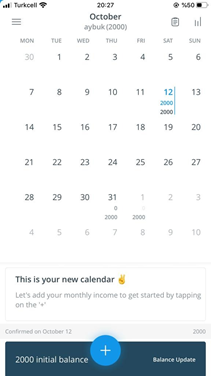 Turkcell 20:27 %50
October
aybuk (2000)
MON TUE WED THU FRI SAT SUN
30 1 2 3 4 5 6
7 8 9 10 11 12 13
2000
2000
14 15 16 17 18 19 20
21 22 23 24 25 26 27
28 29 30 31 1 2 3
0 0
2000 2000
4 5 6 7 8 9 10
This is your new calendar ✌️
Let's add your monthly income to get started by tapping
on the '+'
Confirmed on October 12 2000
2000 initial balance + Balance Update